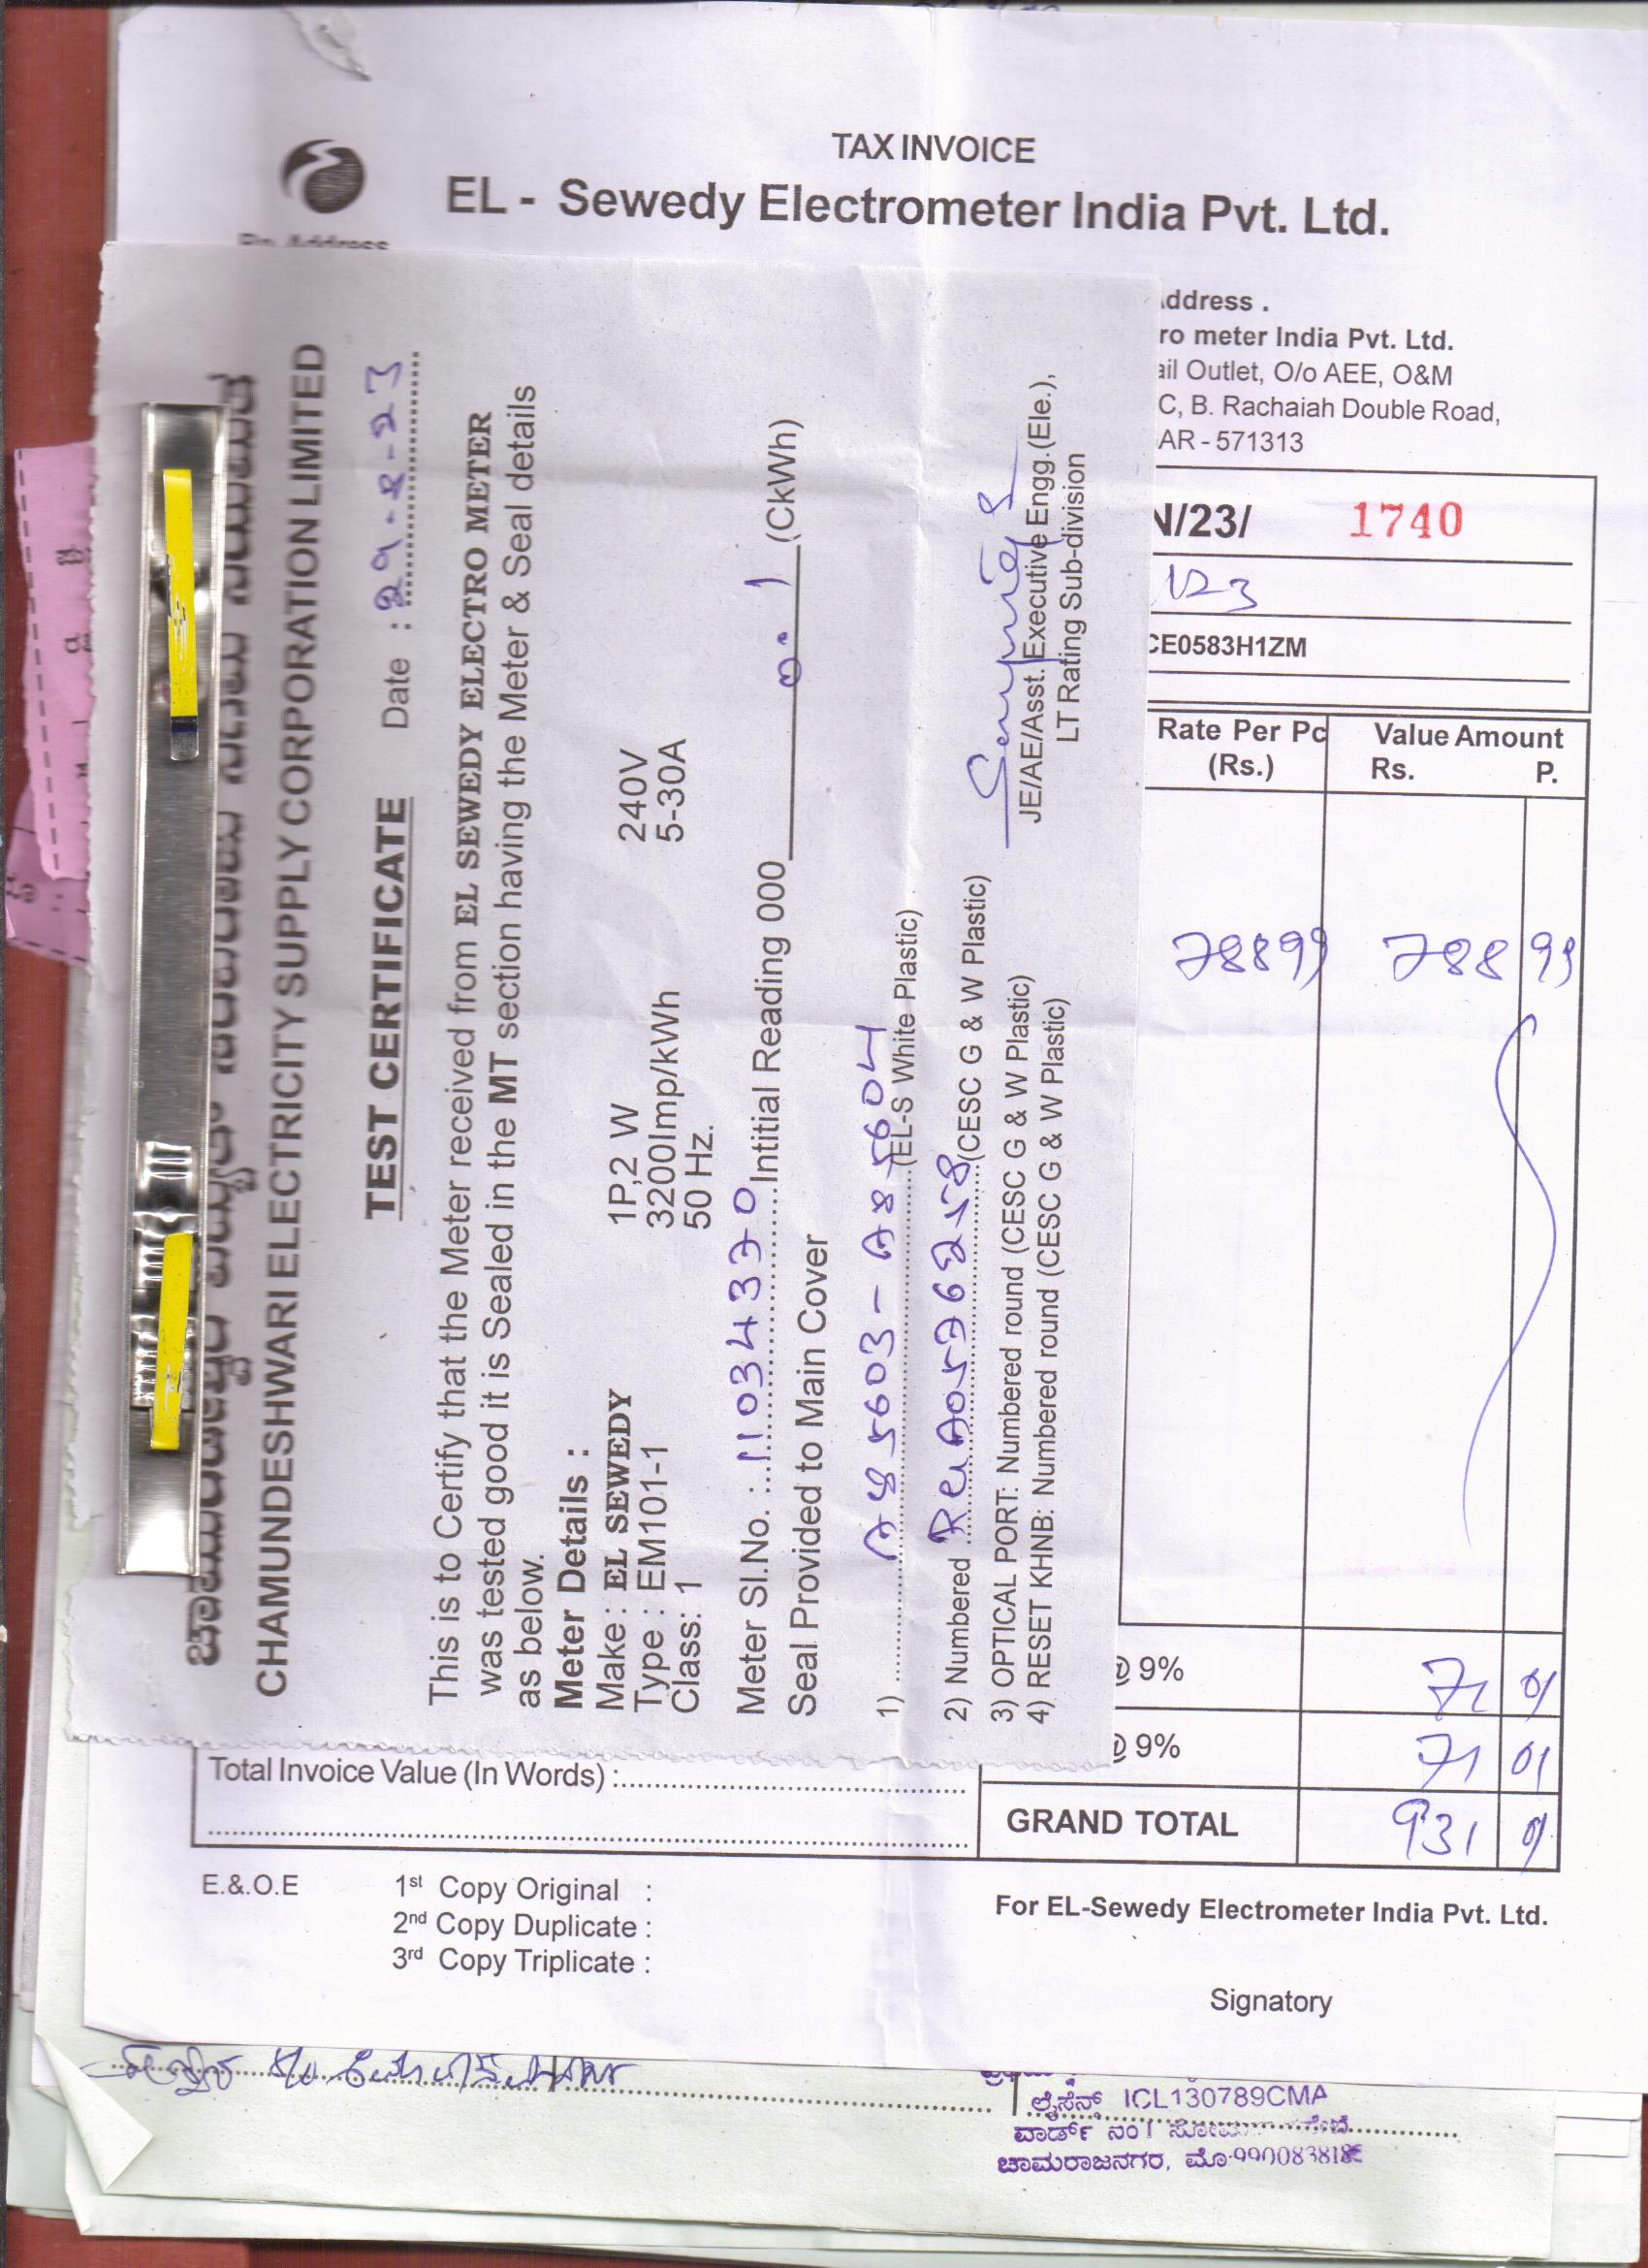 TAX INVOICE
EL - Sewedy Electrometer India Pvt. Ltd.
Address .
ro meter India Pvt. Ltd.
ail Outlet, O/o AEE, O&M
C, B. Rachaiah Double Road,
AR - 571313
N/23/ 1740
CE0583H1ZM
Rate Per Pc (Rs.) Value Amount
Rs. P.
78899 788 99
@ 9% 71 01
@ 9% 71 01
Total Invoice Value (In Words) :
GRAND TOTAL 931 01
E.&.O.E 1st Copy Original :
2nd Copy Duplicate :
3rd Copy Triplicate :
For EL-Sewedy Electrometer India Pvt. Ltd.
Signatory
CHAMUNDESHWARI ELECTRICITY SUPPLY CORPORATION LIMITED
TEST CERTIFICATE Date : 29-8-23
This is to Certify that the Meter received from EL SEWEDY ELECTRO METER
was tested good it is Sealed in the MT section having the Meter & Seal details
as below.
Meter Details :
Make : EL SEWEDY 1P,2 W 240V
Type : EM101-1 3200Imp/kWh 5-30A
Class: 1 50 Hz.
Meter Sl.No. : 11034370 Intitial Reading 000 0.1 (CkWh)
Seal Provided to Main Cover
1) A85603-A85604 (EL-S White Plastic)
2) Numbered (CESC G & W Plastic)
3) OPTICAL PORT: Numbered round (CESC G & W Plastic)
4) RESET KHNB: Numbered round (CESC G & W Plastic)
JE/AE/Asst. Executive Engg.(Ele.),
LT Rating Sub-division
ಲೈಸೆನ್ಸ್ ICL130789CMA
ವಾರ್ಡ್ ನಂ1
ಚಾಮರಾಜನಗರ, ಮೊ: